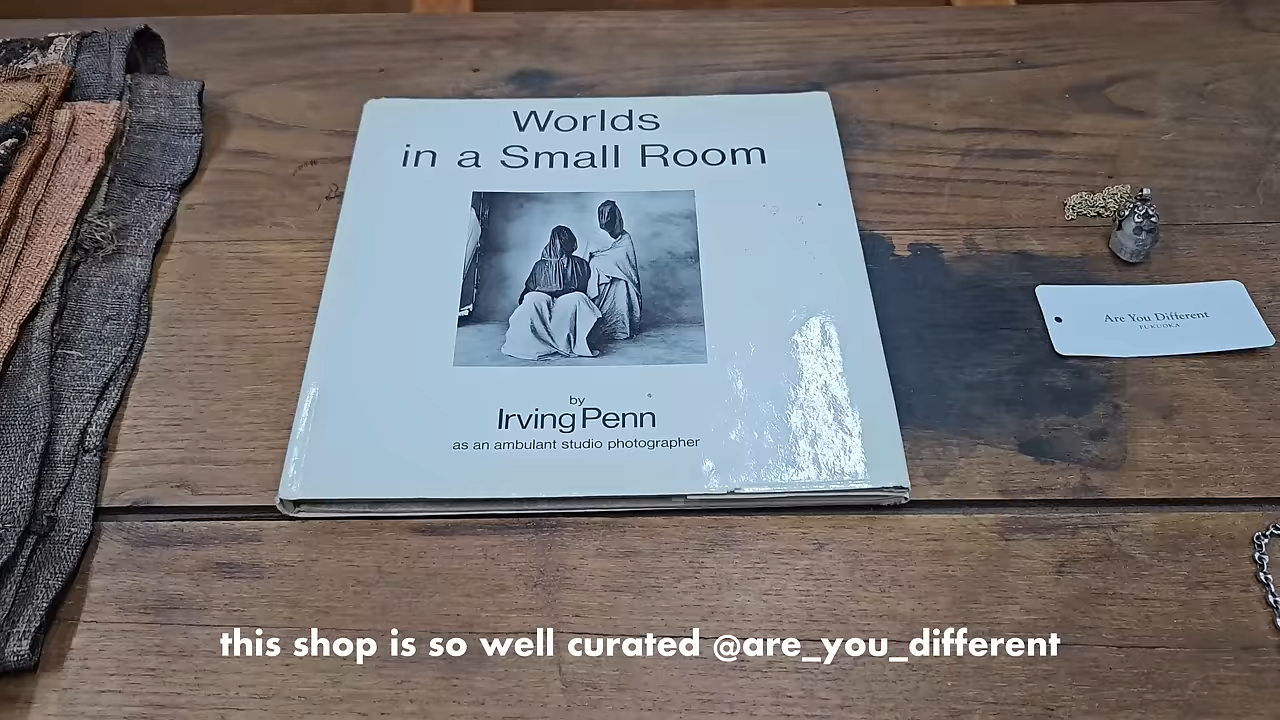 Worlds
in a Small Room
by
Irving Penn
as an ambulant studio photographer
Are You Different
FUKUOKA
this shop is so well curated @are_you_different